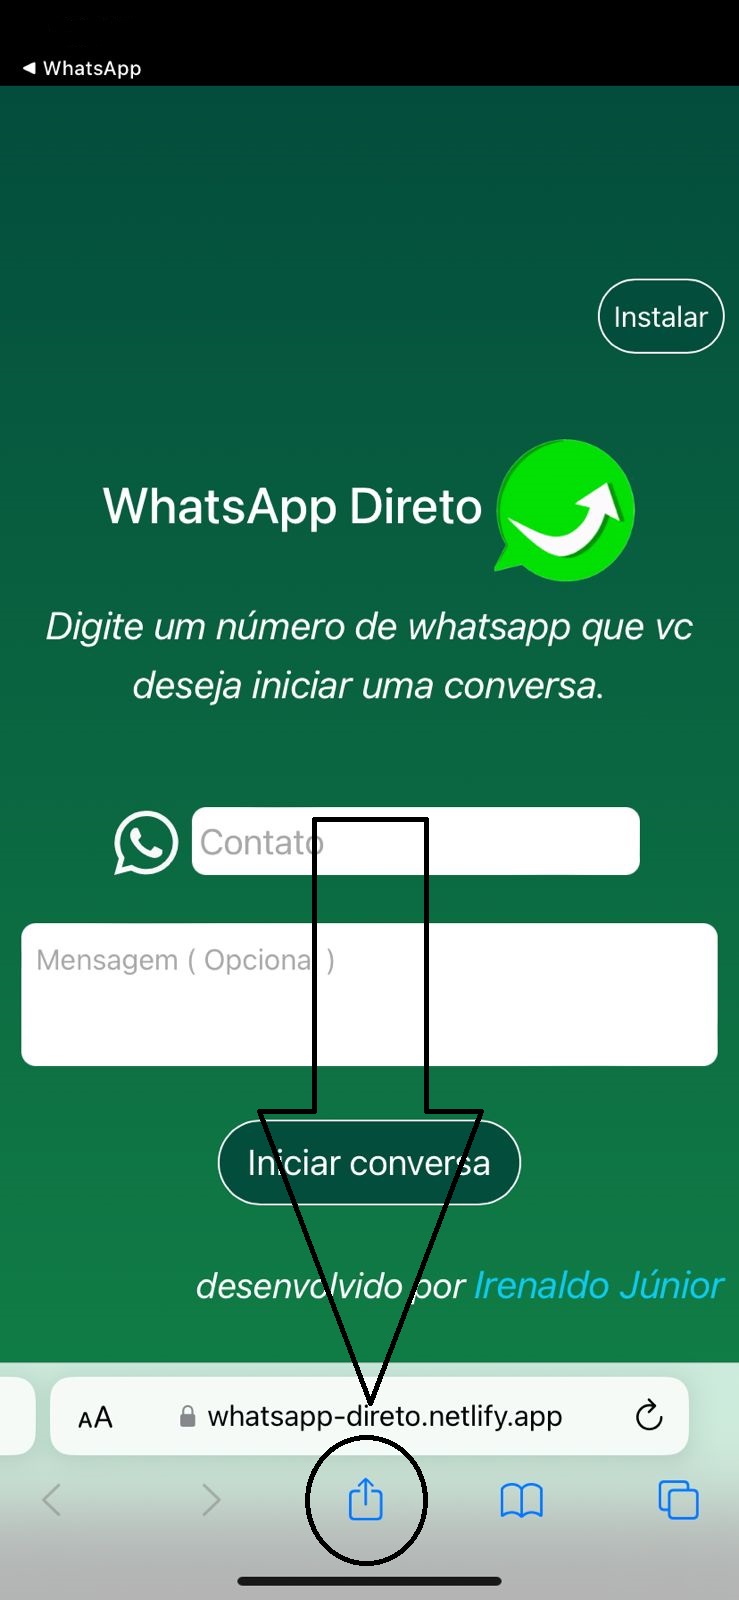 ◀ WhatsApp
Instalar
WhatsApp Direto
Digite um número de whatsapp que vc
deseja iniciar uma conversa.
Contato
Mensagem ( Opcional )
Iniciar conversa
desenvolvido por Irenaldo Júnior
AA whatsapp-direto.netlify.app